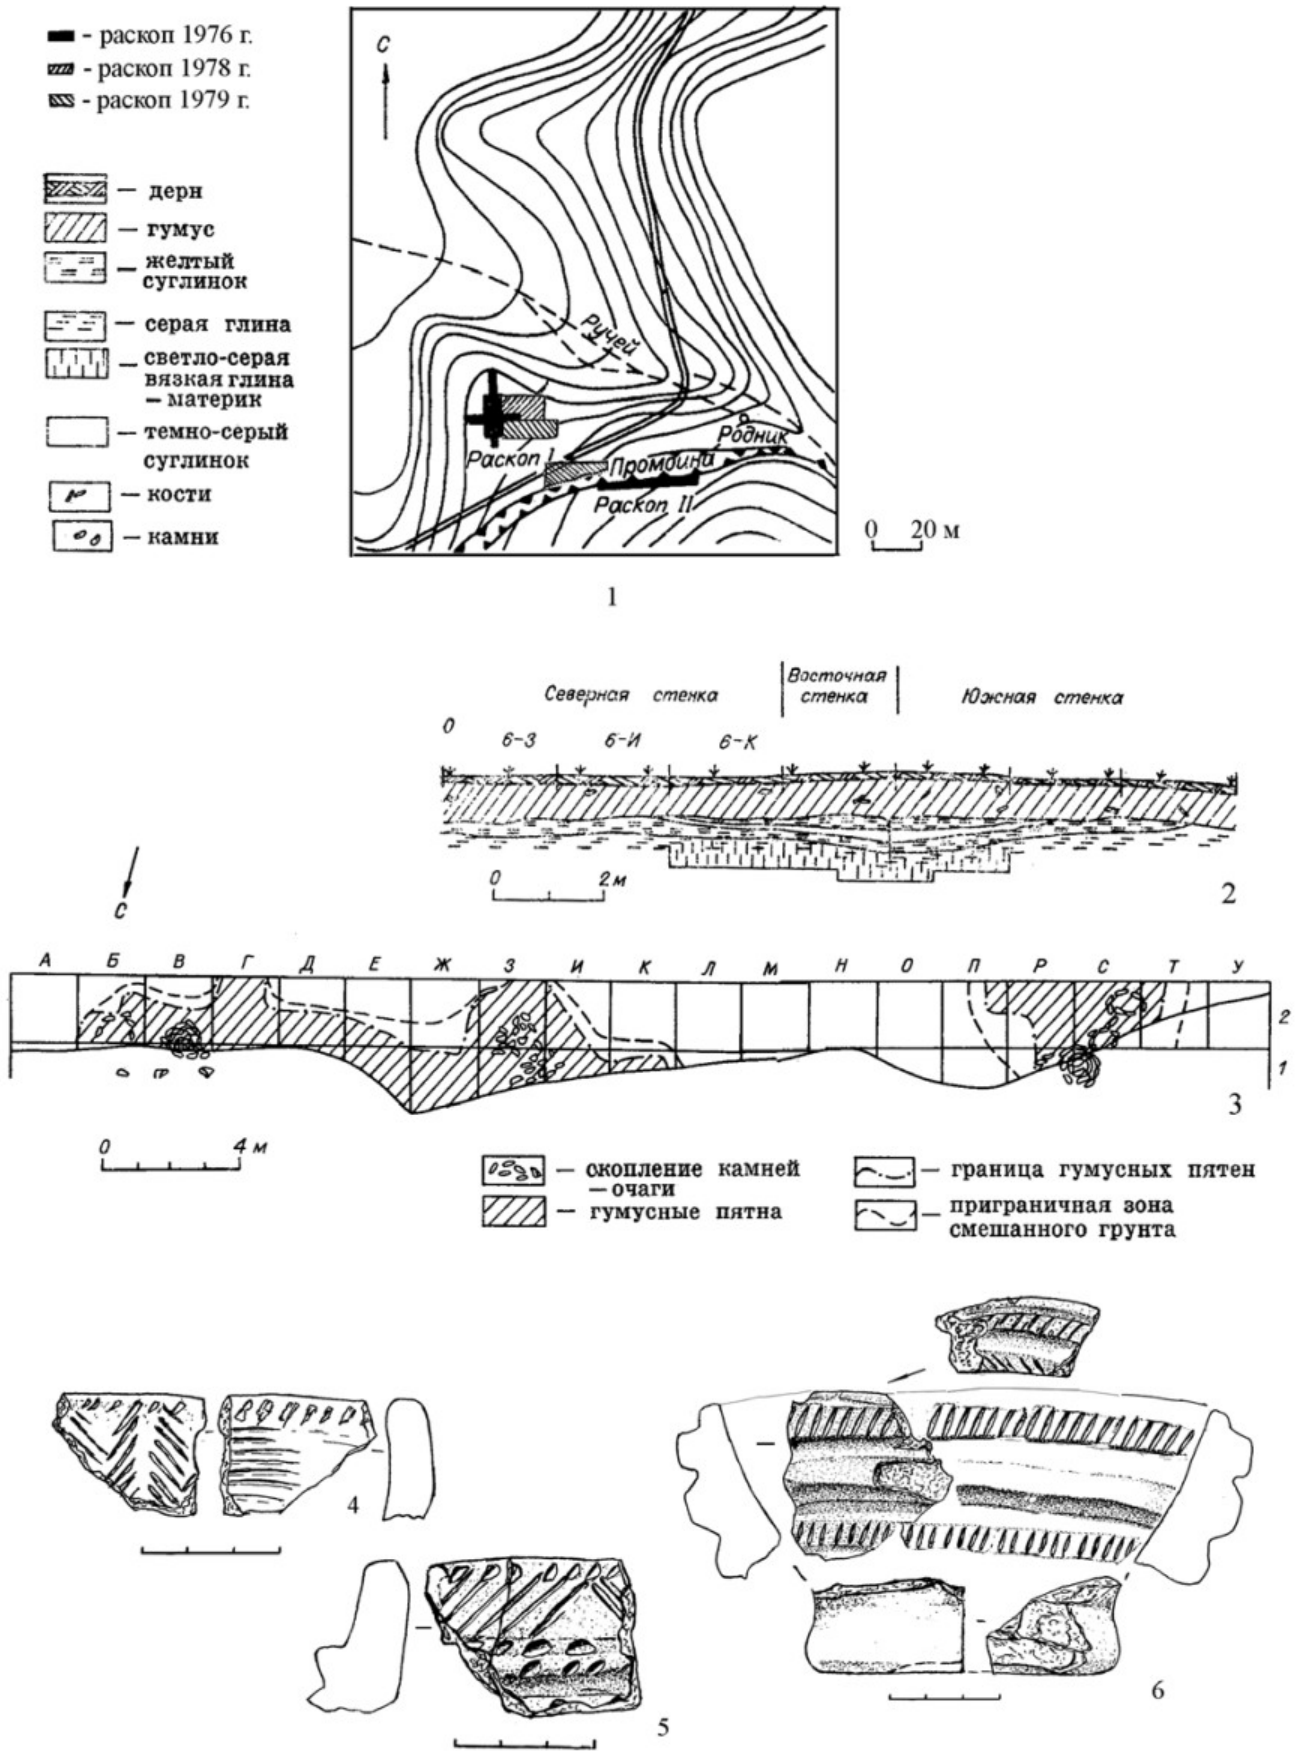 - раскоп 1976 г.
- раскоп 1978 г.
- раскоп 1979 г.
— дерн
— гумус
— желтый
суглинок
— серая глина
— светло-серая
вязкая глина
— материк
— темно-серый
суглинок
— кости
— камни
С
Ручей
Родник
Раскоп I
Промоина
Раскоп II
0 20 м
1
Северная стенка
Восточная
стенка
Южная стенка
0
6-З 6-И 6-К
0 2 м
2
С
А Б В Г Д Е Ж З И К Л М Н О П Р С Т У
2
1
3
0 4 м
— скопление камней
— очаги
— гумусные пятна
— граница гумусных пятен
— приграничная зона
смешанного грунта
4
5
6